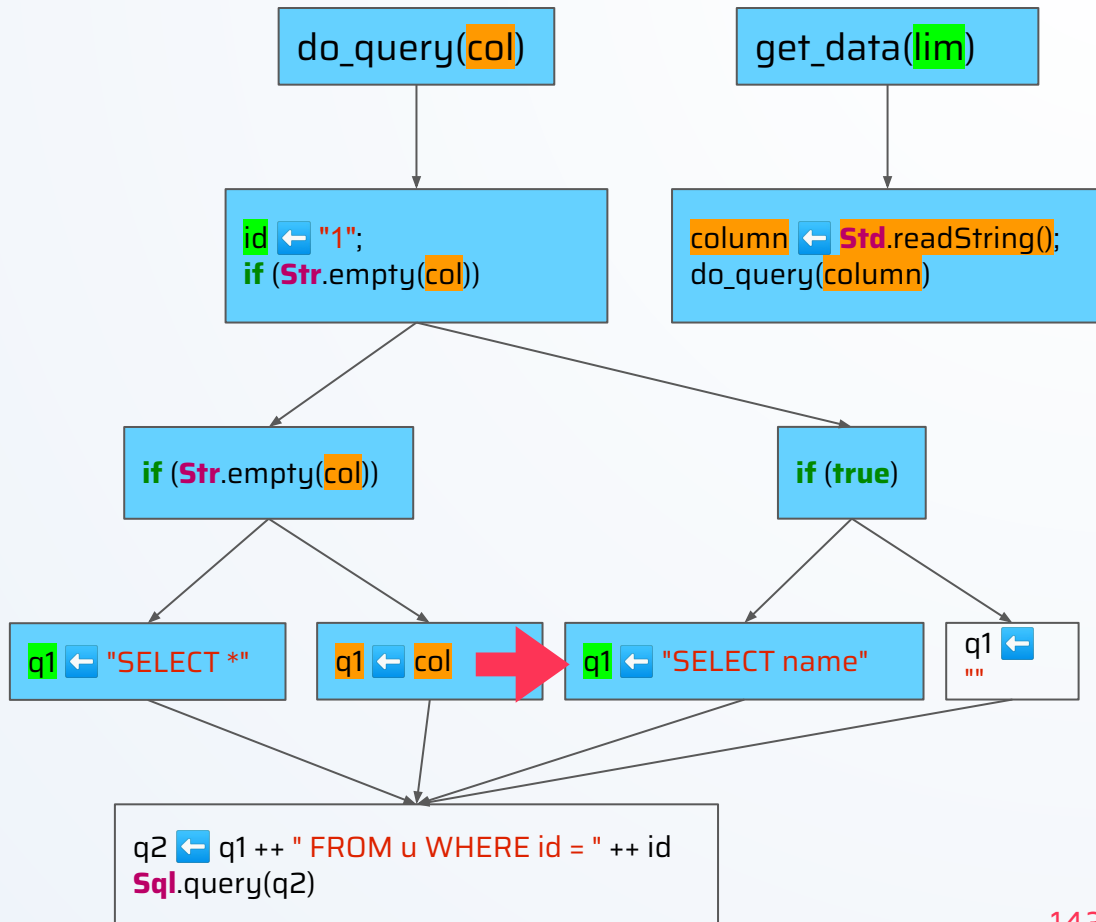 do_query(col)
get_data(lim)
id ⬅ "1";
if (Str.empty(col))
column ⬅ Std.readString();
do_query(column)
if (Str.empty(col))
if (true)
q1 ⬅ "SELECT *"
q1 ⬅ col
q1 ⬅ "SELECT name"
q1 ⬅
""
q2 ⬅ q1 ++ " FROM u WHERE id = " ++ id
Sql.query(q2)